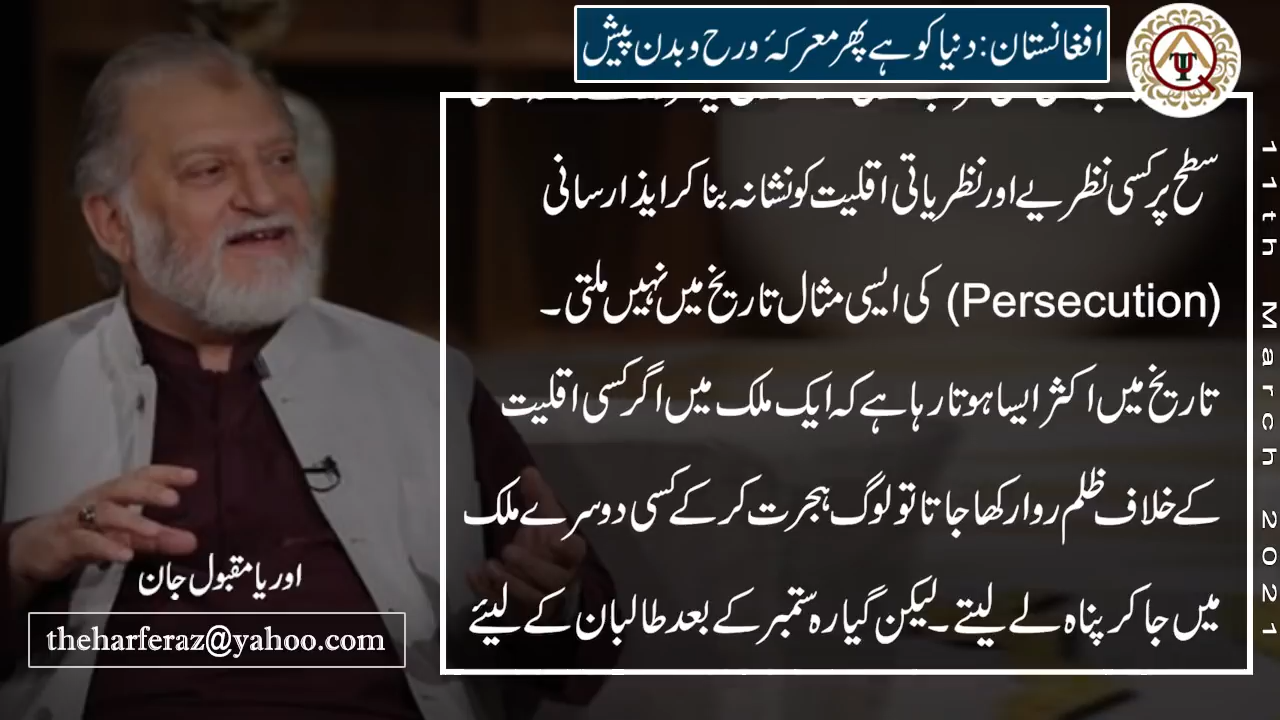 افغانستان: دنیا کو ہے پھر معرکۂ ورح و بدن پیش
سطح پر کسی نظریے اور نظریاتی اقلیت کو نشانہ بنا کر ایذا رسانی
(Persecution) کی ایسی مثال تاریخ میں نہیں ملتی۔
تاریخ میں اکثر ایسا ہوتا رہا ہے کہ ایک ملک میں اگر کسی اقلیت
کے خلاف ظلم روا رکھا جاتا تو لوگ ہجرت کر کے کسی دوسرے ملک
میں جا کر پناہ لے لیتے۔ لیکن گیارہ ستمبر کے بعد طالبان کے لیئے
اوریا مقبول جان
theharferaz@yahoo.com
11th March 2021